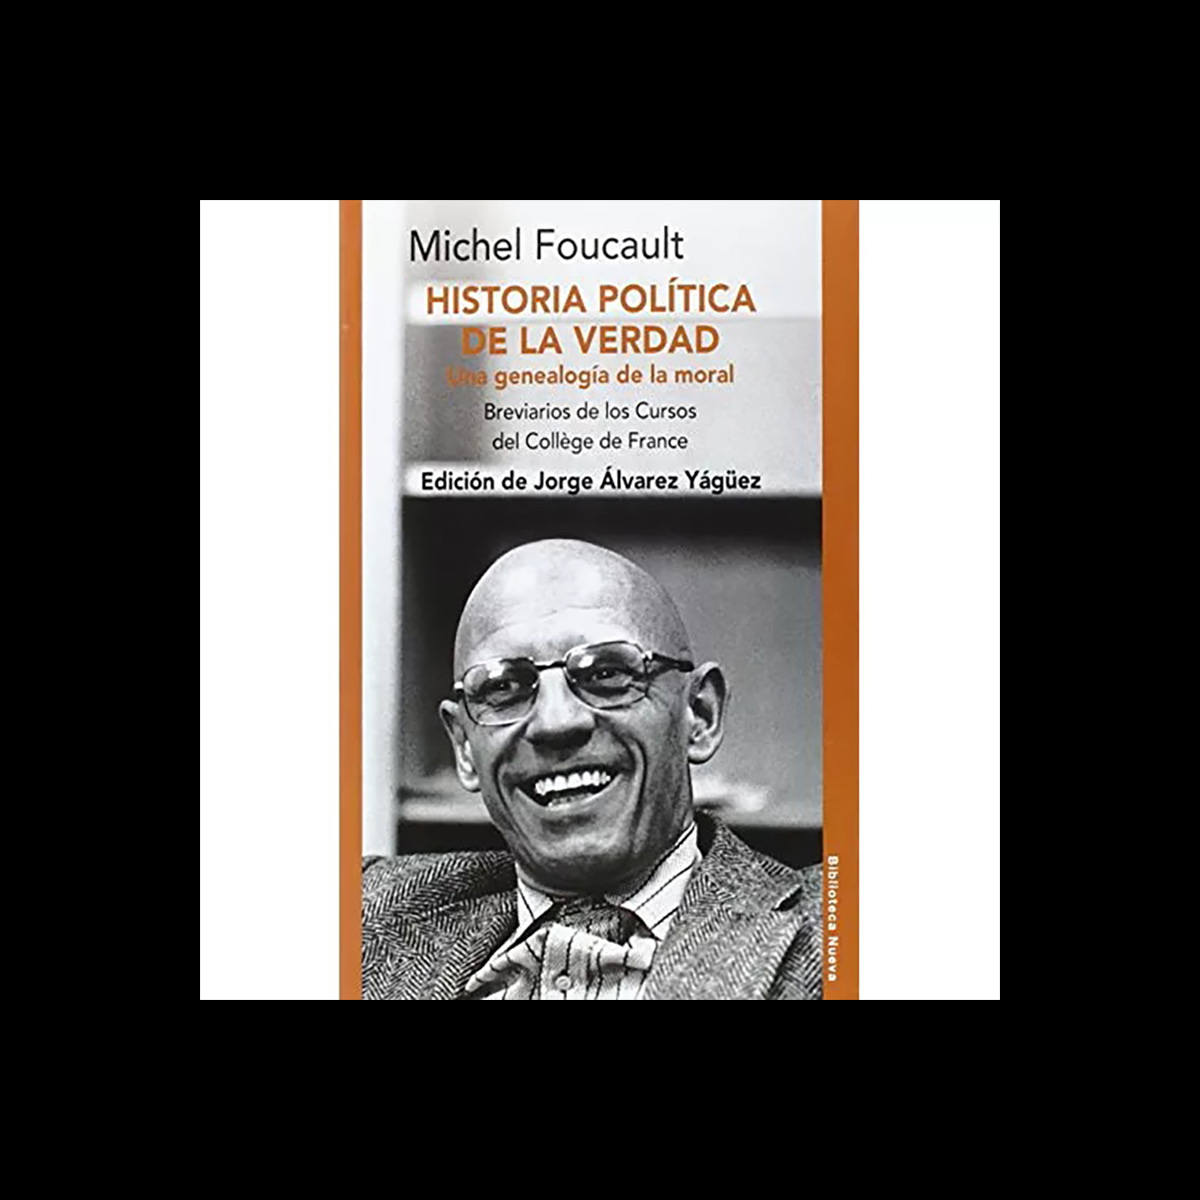 Michel Foucault
HISTORIA POLÍTICA
DE LA VERDAD
Una genealogía de la moral
Breviarios de los Cursos
del Collège de France
Edición de Jorge Álvarez Yágüez
Biblioteca Nueva